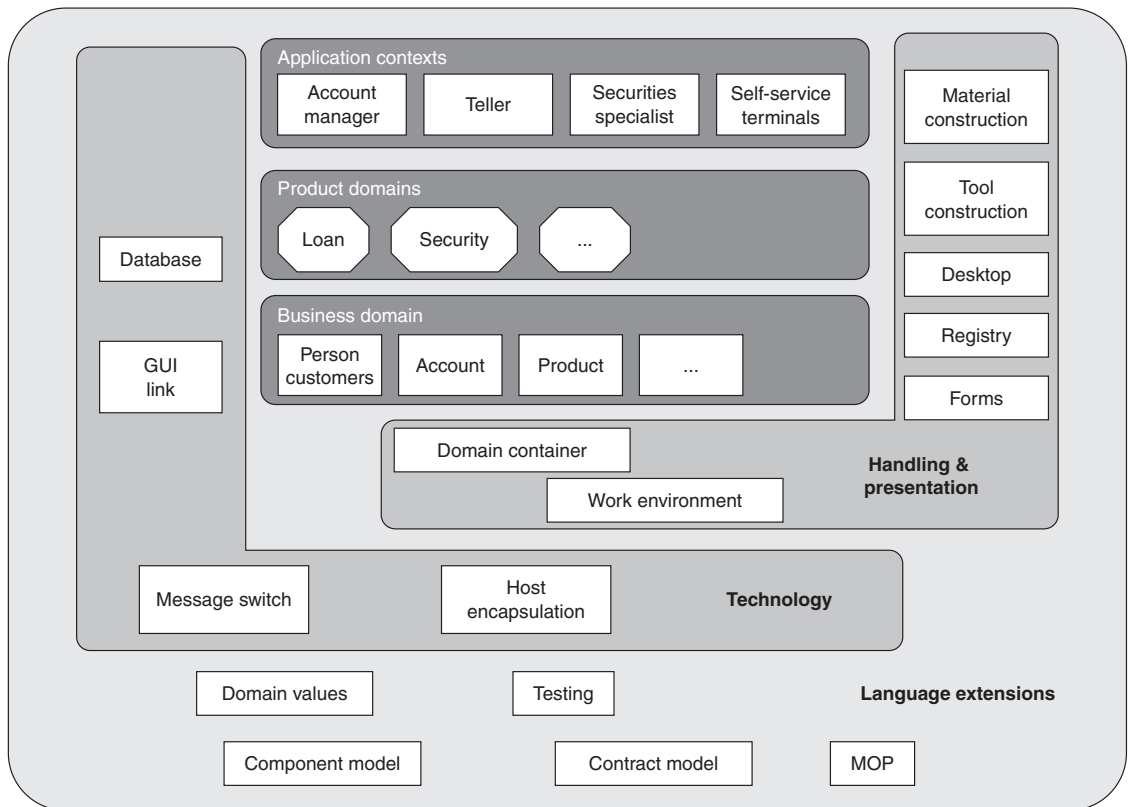 Application contexts
Account
manager
Teller
Securities
specialist
Self-service
terminals
Material
construction
Tool
construction
Desktop
Registry
Forms
Product domains
Loan
Security
...
Database
GUI
link
Business domain
Person
customers
Account
Product
...
Domain container
Work environment
Handling &
presentation
Message switch
Host
encapsulation
Technology
Domain values
Testing
Language extensions
Component model
Contract model
MOP